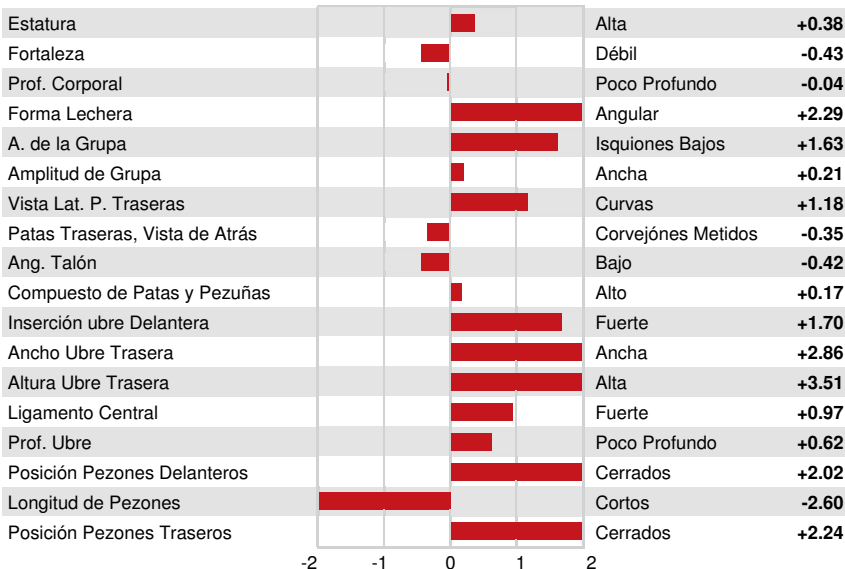 Estatura Alta +0.38
Fortaleza Débil -0.43
Prof. Corporal Poco Profundo -0.04
Forma Lechera Angular +2.29
A. de la Grupa Isquiones Bajos +1.63
Amplitud de Grupa Ancha +0.21
Vista Lat. P. Traseras Curvas +1.18
Patas Traseras, Vista de Atrás Corvejónes Metidos -0.35
Ang. Talón Bajo -0.42
Compuesto de Patas y Pezuñas Alto +0.17
Inserción ubre Delantera Fuerte +1.70
Ancho Ubre Trasera Ancha +2.86
Altura Ubre Trasera Alta +3.51
Ligamento Central Fuerte +0.97
Prof. Ubre Poco Profundo +0.62
Posición Pezones Delanteros Cerrados +2.02
Longitud de Pezones Cortos -2.60
Posición Pezones Traseros Cerrados +2.24
-2 -1 0 1 2